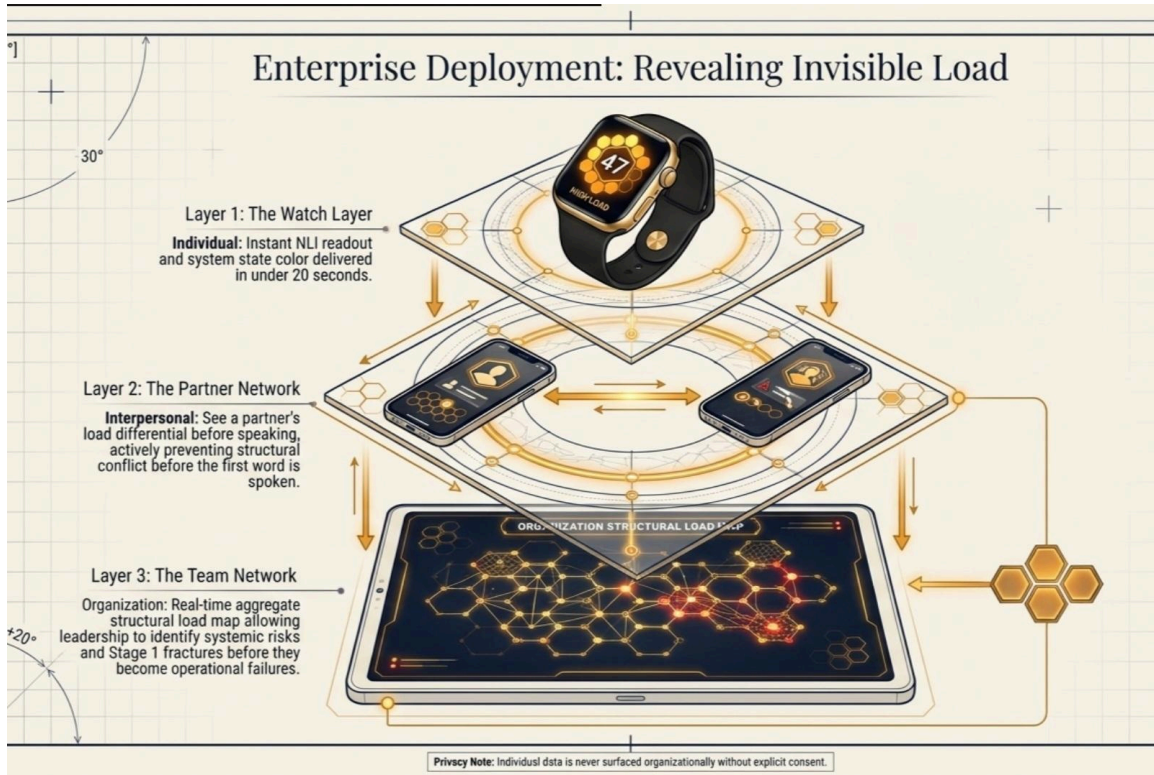 °]
Enterprise Deployment: Revealing Invisible Load
30°
47
HIGH LOAD
Layer 1: The Watch Layer
Individual: Instant NLI readout
and system state color delivered
in under 20 seconds.
Layer 2: The Partner Network
Interpersonal: See a partner's
load differential before speaking,
actively preventing structural
conflict before the first word is
spoken.
ORGANIZATION STRUCTURAL LOAD MAP
Layer 3: The Team Network
Organization: Real-time aggregate
structural load map allowing
leadership to identify systemic risks
and Stage 1 fractures before they
become operational failures.
+20°
Privscy Note: Individusl dsta is never surfaced organizationally without explicit consent.